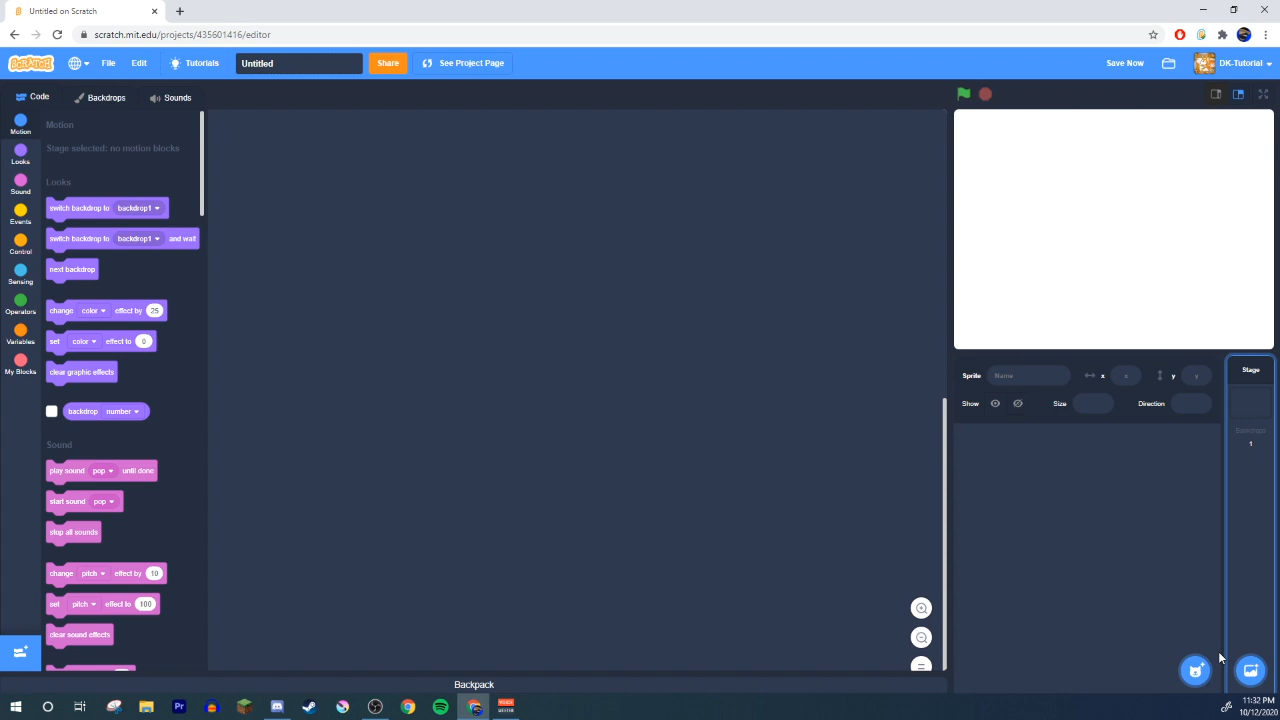 Untitled on Scratch
scratch.mit.edu/projects/435601416/editor
SCRATCH
File
Edit
Tutorials
Untitled
Share
See Project Page
Save Now
DK-Tutorial
Code
Backdrops
Sounds
Motion
Looks
Sound
Events
Control
Sensing
Operators
Variables
My Blocks
Motion
Stage selected: no motion blocks
Looks
switch backdrop to backdrop1
switch backdrop to backdrop1 and wait
next backdrop
change color effect by 25
set color effect to 0
clear graphic effects
backdrop number
Sound
play sound pop until done
start sound pop
stop all sounds
change pitch effect by 10
set pitch effect to 100
clear sound effects
Sprite Name x x y y
Show Size Direction
Stage
Backdrops
1
Backpack
Pr
11:32 PM
10/12/2020